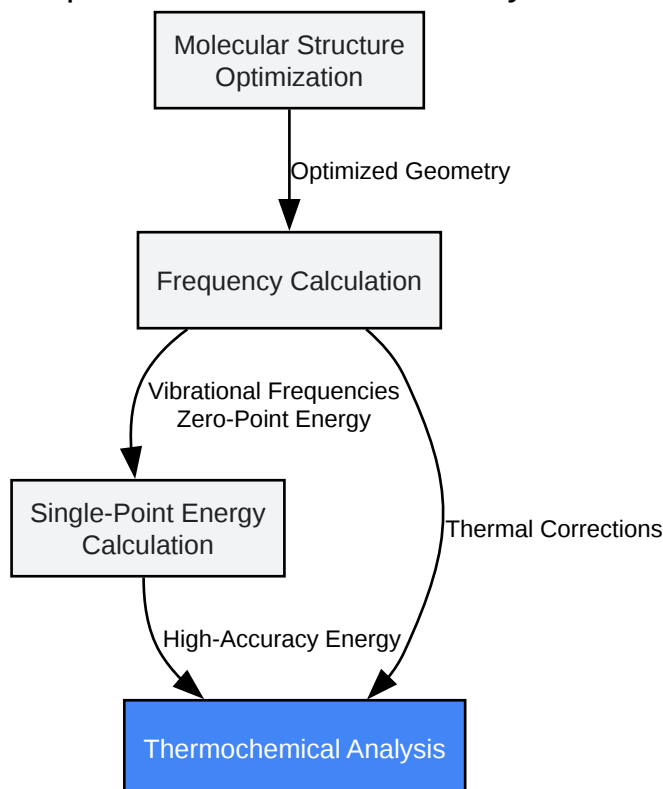 Molecular Structure
Optimization
Optimized Geometry
Frequency Calculation
Vibrational Frequencies
Zero-Point Energy
Single-Point Energy
Calculation
Thermal Corrections
High-Accuracy Energy
Thermochemical Analysis